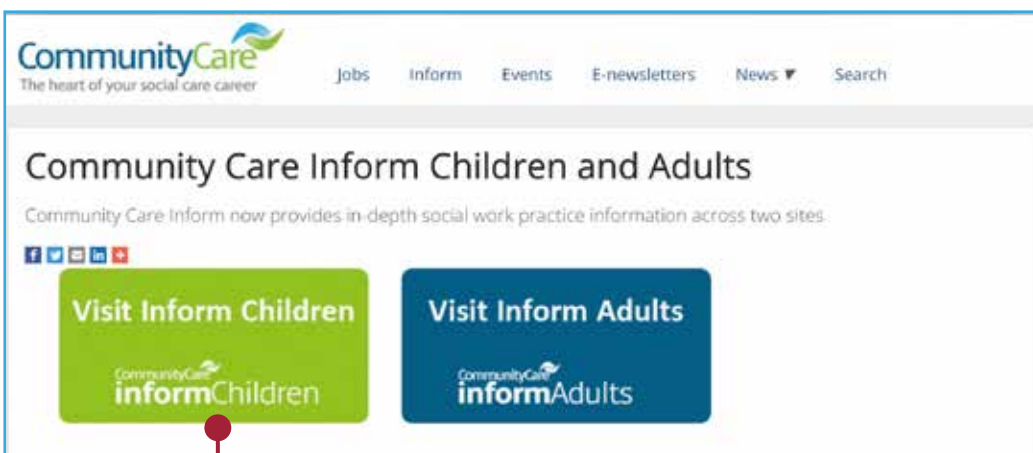 CommunityCare
The heart of your social care career
Jobs Inform Events E-newsletters News Search
Community Care Inform Children and Adults
Community Care Inform now provides in-depth social work practice information across two sites
Visit Inform Children
CommunityCare
informChildren
Visit Inform Adults
CommunityCare
informAdults